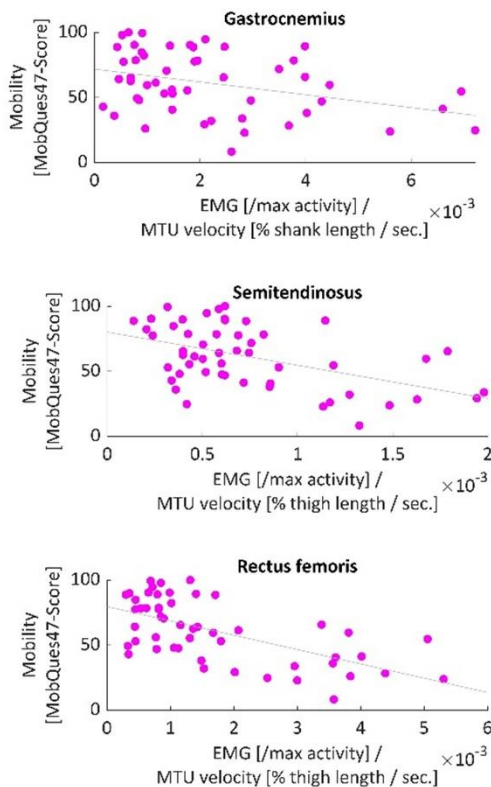 Gastrocnemius
Mobility
[MobQues47-Score]
100
50
0
0
2
4
6
×10⁻³
EMG [/max activity] /
MTU velocity [% shank length / sec.]
Semitendinosus
Mobility
[MobQues47-Score]
100
50
0
0
0.5
1
1.5
2
×10⁻³
EMG [/max activity] /
MTU velocity [% thigh length / sec.]
Rectus femoris
Mobility
[MobQues47-Score]
100
50
0
0
1
2
3
4
5
6
×10⁻³
EMG [/max activity] /
MTU velocity [% thigh length / sec.]